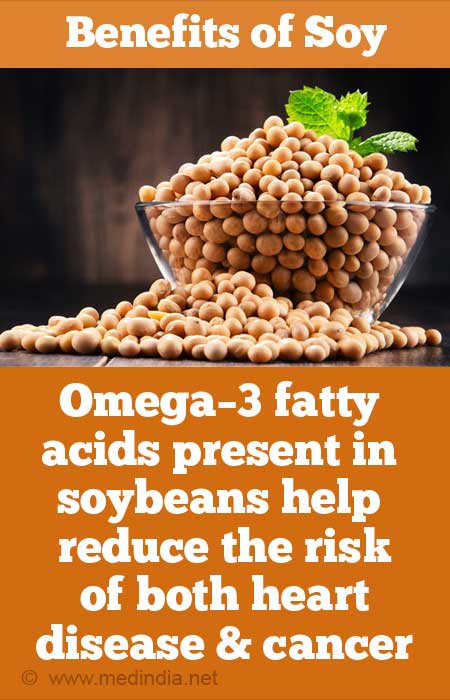 Benefits of Soy
Omega-3 fatty
acids present in
soybeans help
reduce the risk
of both heart
disease & cancer
© www.medindia.net